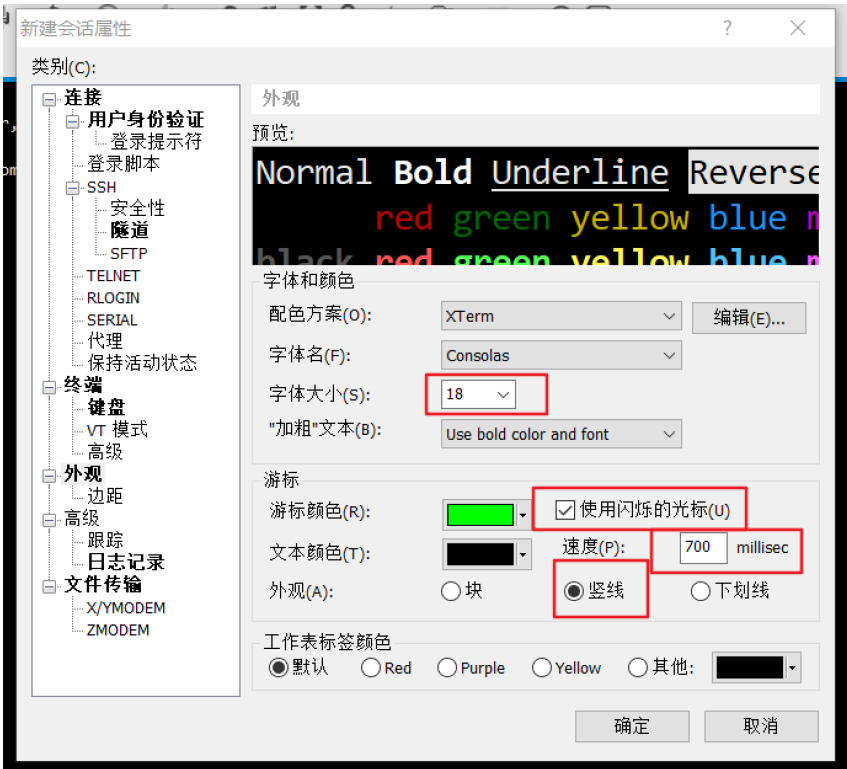 新建会话属性
类别(C):
连接
用户身份验证
登录提示符
登录脚本
SSH
安全性
隧道
SFTP
TELNET
RLOGIN
SERIAL
代理
保持活动状态
终端
键盘
VT 模式
高级
外观
边距
高级
跟踪
日志记录
文件传输
X/YMODEM
ZMODEM
外观
预览:
Normal Bold Underline Reverse
red green yellow blue m
black red green yellow blue m
字体和颜色
配色方案(O): XTerm 编辑(E)...
字体名(F): Consolas
字体大小(S): 18
"加粗"文本(B): Use bold color and font
游标
游标颜色(R): 使用闪烁的光标(U)
文本颜色(T): 速度(P): 700 millisec
外观(A): 块 竖线 下划线
工作表标签颜色
默认 Red Purple Yellow 其他:
确定 取消